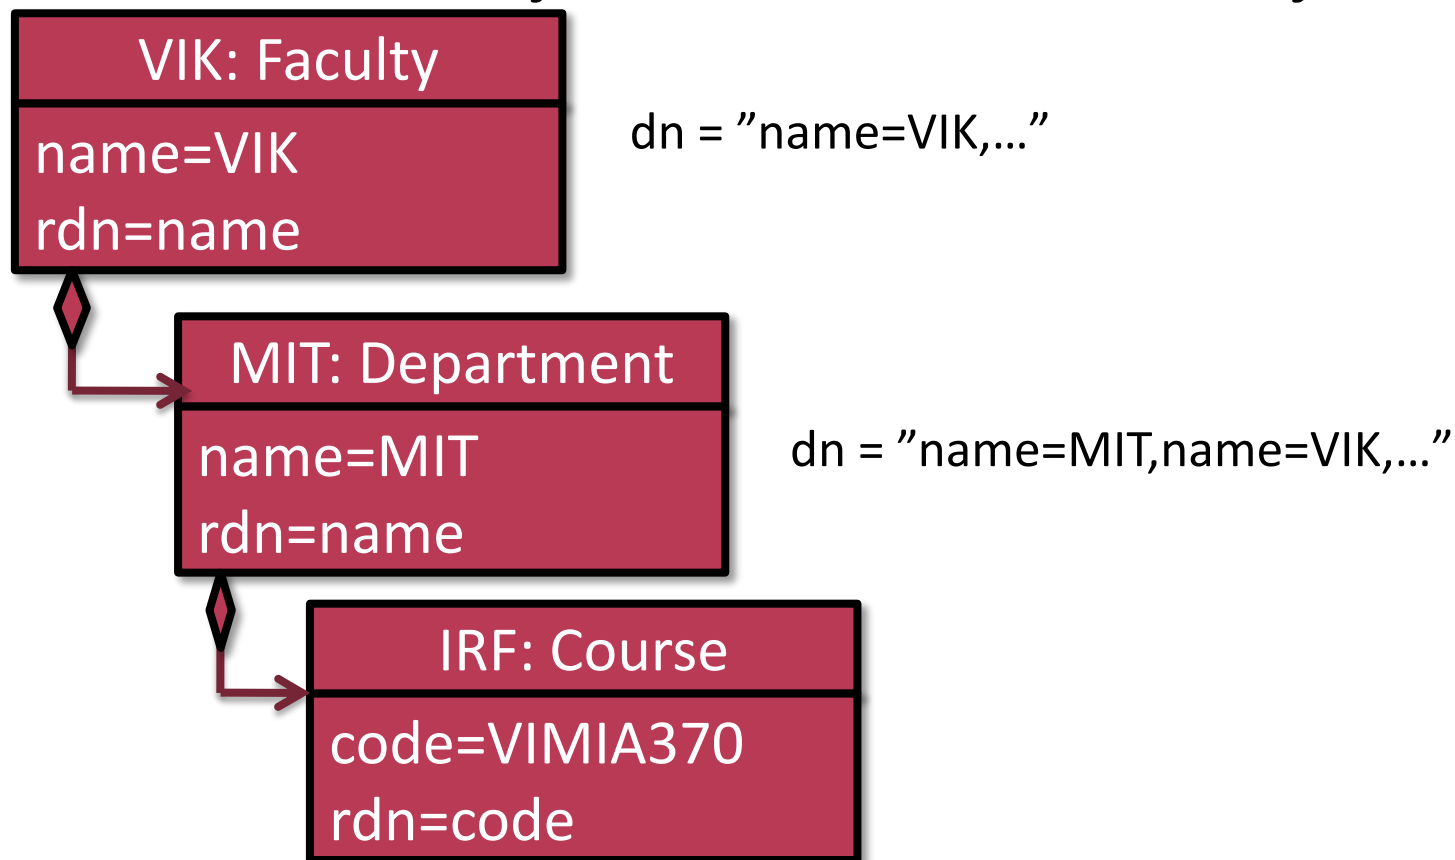 VIK: Faculty
name=VIK
rdn=name
dn = ”name=VIK,…”
MIT: Department
name=MIT
rdn=name
dn = ”name=MIT,name=VIK,…”
IRF: Course
code=VIMIA370
rdn=code